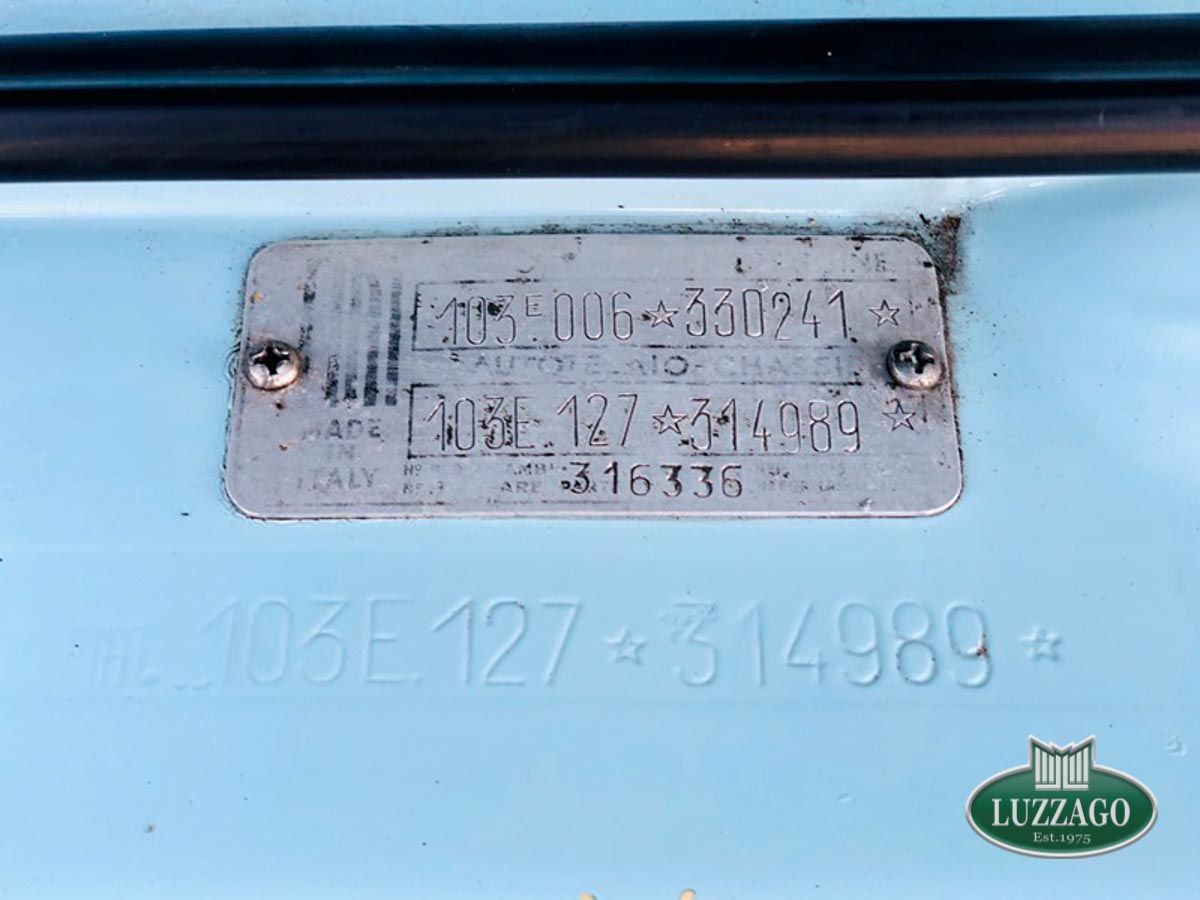 103E.006☆330241☆
AUTOTELAIO-CHASSIS
103E.127☆314989☆
MADE
IN
ITALY
316336
103E.127☆314989☆
LUZZAGO
Est.1975